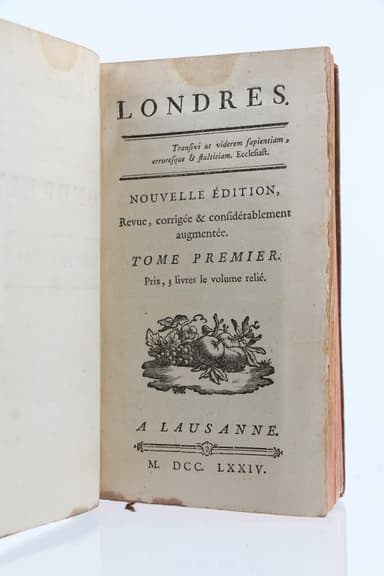 LONDRES.
Transivi ut viderem sapientiam,
erroresque & stultitiam. Ecclesiast.
NOUVELLE ÉDITION,
Revue, corrigée & considérablement
augmentée.
TOME PREMIER.
Prix, 3 livres le volume relié.
A LAUSANNE.
M. DCC. LXXIV.